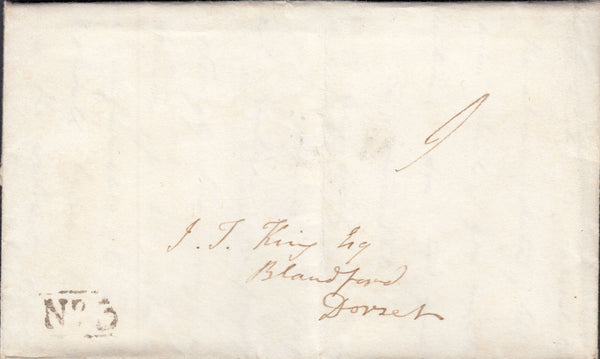 9
J. T. King Esq
Blandford
Dorset
No 3